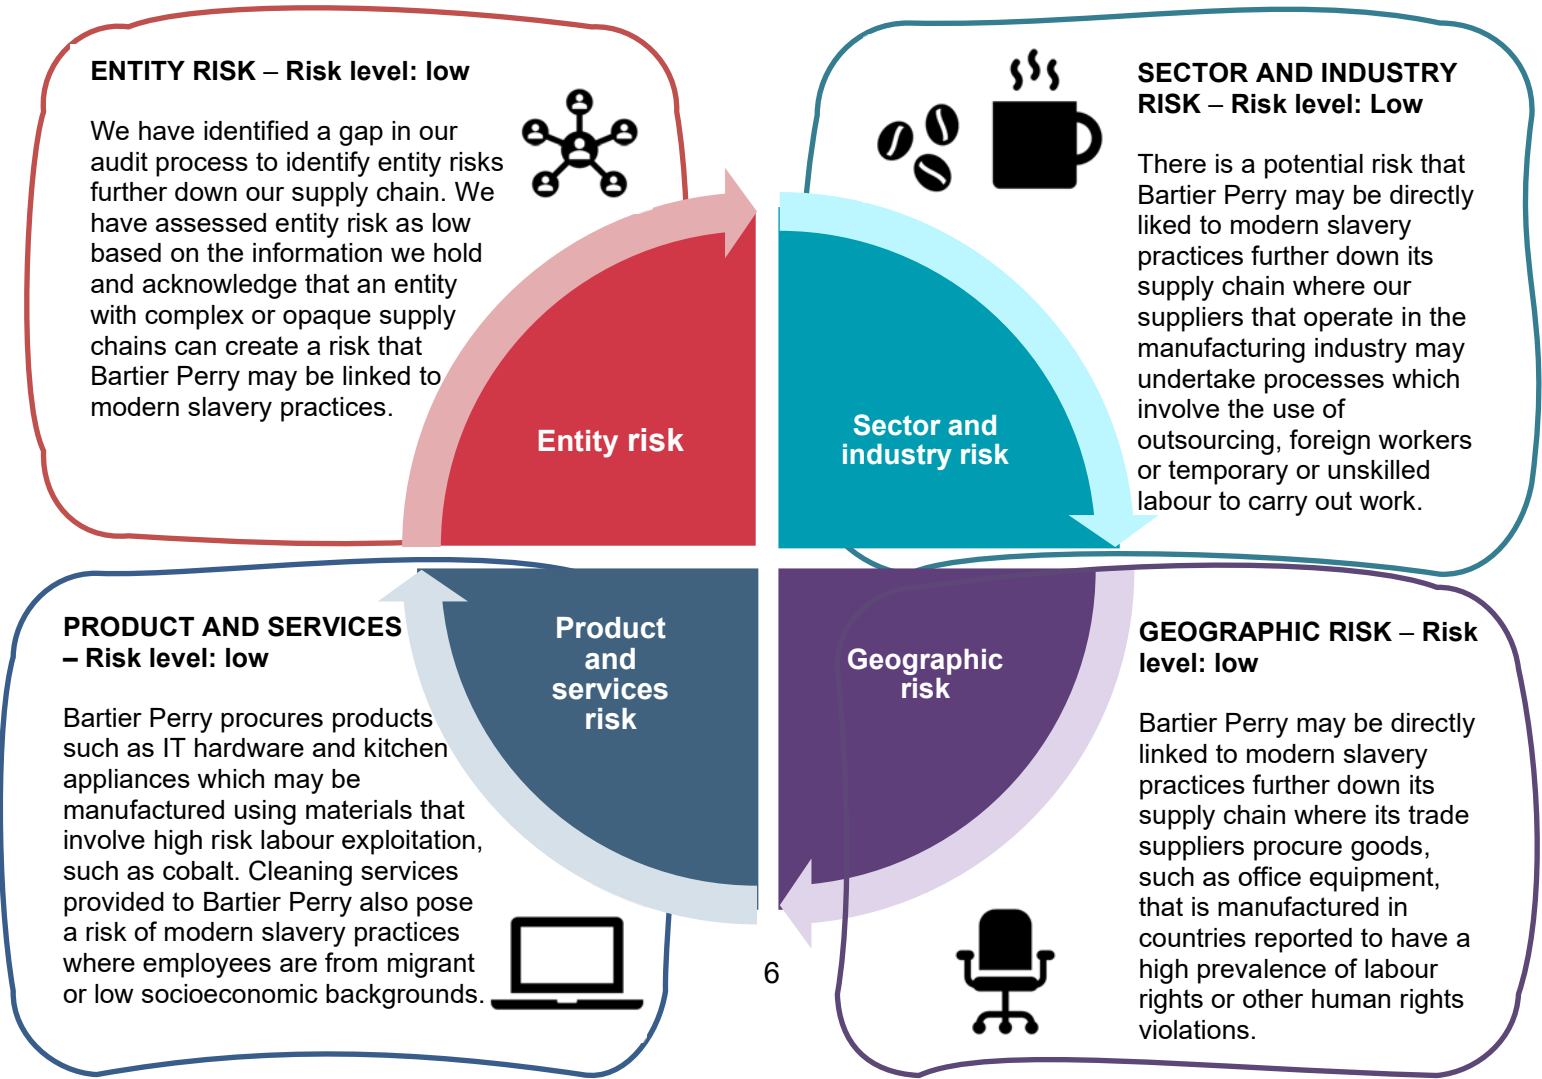 ENTITY RISK – Risk level: low
We have identified a gap in our
audit process to identify entity risks
further down our supply chain. We
have assessed entity risk as low
based on the information we hold
and acknowledge that an entity
with complex or opaque supply
chains can create a risk that
Bartier Perry may be linked to
modern slavery practices.
Entity risk
SECTOR AND INDUSTRY
RISK – Risk level: Low
There is a potential risk that
Bartier Perry may be directly
liked to modern slavery
practices further down its
supply chain where our
suppliers that operate in the
manufacturing industry may
undertake processes which
involve the use of
outsourcing, foreign workers
or temporary or unskilled
labour to carry out work.
Sector and
industry risk
PRODUCT AND SERVICES
– Risk level: low
Bartier Perry procures products
such as IT hardware and kitchen
appliances which may be
manufactured using materials that
involve high risk labour exploitation,
such as cobalt. Cleaning services
provided to Bartier Perry also pose
a risk of modern slavery practices
where employees are from migrant
or low socioeconomic backgrounds.
Product
and
services
risk
Geographic
risk
GEOGRAPHIC RISK – Risk
level: low
Bartier Perry may be directly
linked to modern slavery
practices further down its
supply chain where its trade
suppliers procure goods,
such as office equipment,
that is manufactured in
countries reported to have a
high prevalence of labour
rights or other human rights
violations.
6